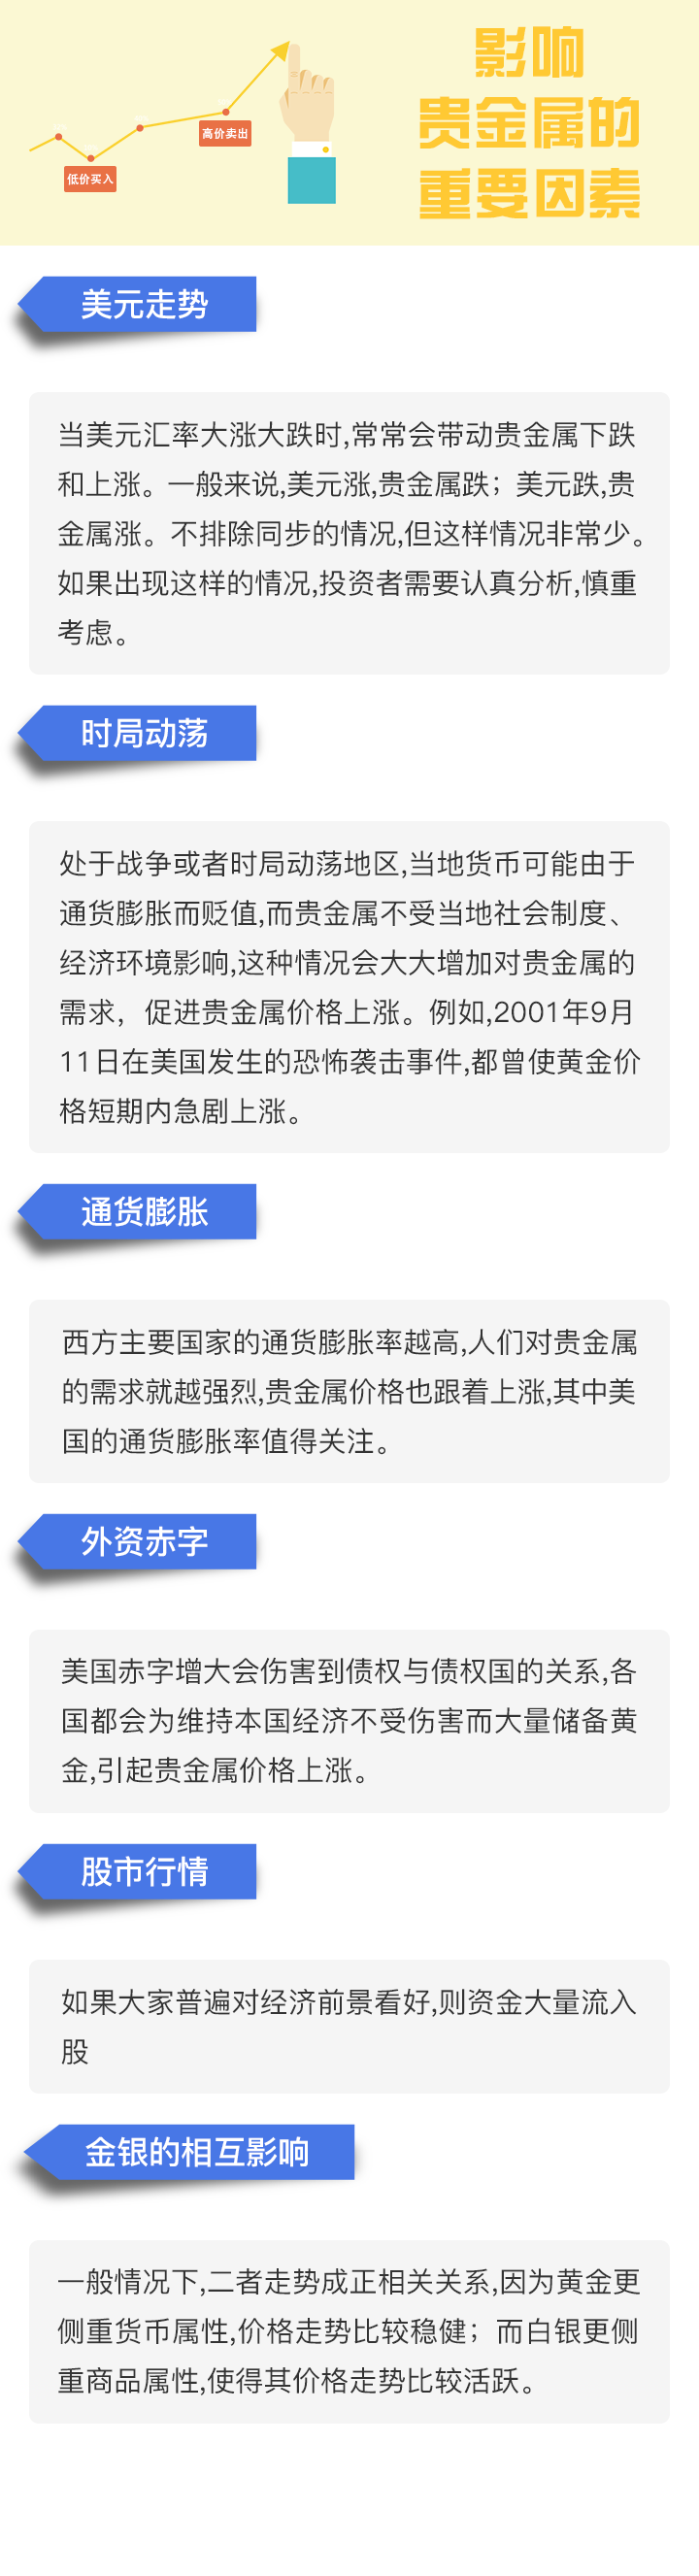 影响
贵金属的
重要因素
高价卖出
低价买入
美元走势
当美元汇率大涨大跌时,常常会带动贵金属下跌
和上涨。一般来说,美元涨,贵金属跌；美元跌,贵
金属涨。不排除同步的情况,但这样情况非常少。
如果出现这样的情况,投资者需要认真分析,慎重
考虑。
时局动荡
处于战争或者时局动荡地区,当地货币可能由于
通货膨胀而贬值,而贵金属不受当地社会制度、
经济环境影响,这种情况会大大增加对贵金属的
需求，促进贵金属价格上涨。例如,2001年9月
11日在美国发生的恐怖袭击事件,都曾使黄金价
格短期内急剧上涨。
通货膨胀
西方主要国家的通货膨胀率越高,人们对贵金属
的需求就越强烈,贵金属价格也跟着上涨,其中美
国的通货膨胀率值得关注。
外资赤字
美国赤字增大会伤害到债权与债权国的关系,各
国都会为维持本国经济不受伤害而大量储备黄
金,引起贵金属价格上涨。
股市行情
如果大家普遍对经济前景看好,则资金大量流入
股
金银的相互影响
一般情况下,二者走势成正相关关系,因为黄金更
侧重货币属性,价格走势比较稳健；而白银更侧
重商品属性,使得其价格走势比较活跃。